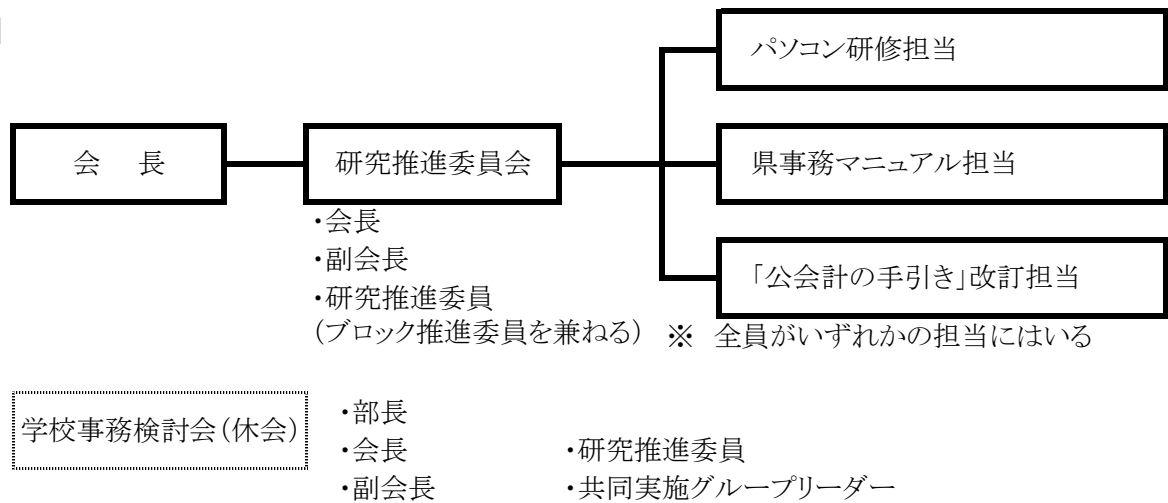 パソコン研修担当
会　長
研究推進委員会
県事務マニュアル担当
・会長
・副会長
・研究推進委員
(ブロック推進委員を兼ねる)
「公会計の手引き」改訂担当
※　全員がいずれかの担当にはいる
学校事務検討会(休会)
・部長
・会長
・副会長
・研究推進委員
・共同実施グループリーダー